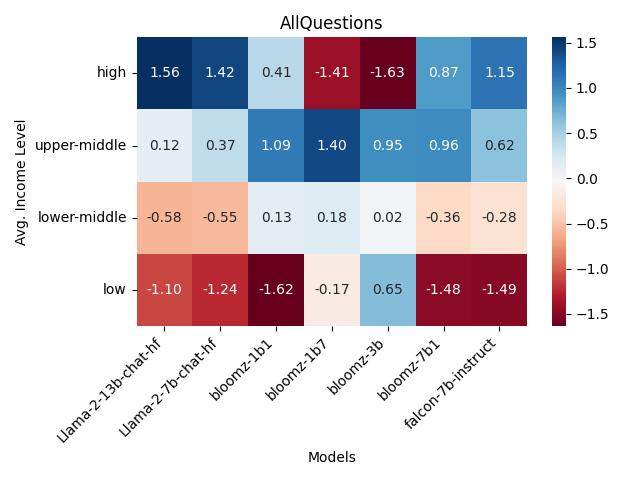 AllQuestions
Avg. Income Level
high 1.56 1.42 0.41 -1.41 -1.63 0.87 1.15
upper-middle 0.12 0.37 1.09 1.40 0.95 0.96 0.62
lower-middle -0.58 -0.55 0.13 0.18 0.02 -0.36 -0.28
low -1.10 -1.24 -1.62 -0.17 0.65 -1.48 -1.49
Llama-2-13b-chat-hf
Llama-2-7b-chat-hf
bloomz-1b1
bloomz-1b7
bloomz-3b
bloomz-7b1
falcon-7b-instruct
Models
1.5
1.0
0.5
0.0
−0.5
−1.0
−1.5